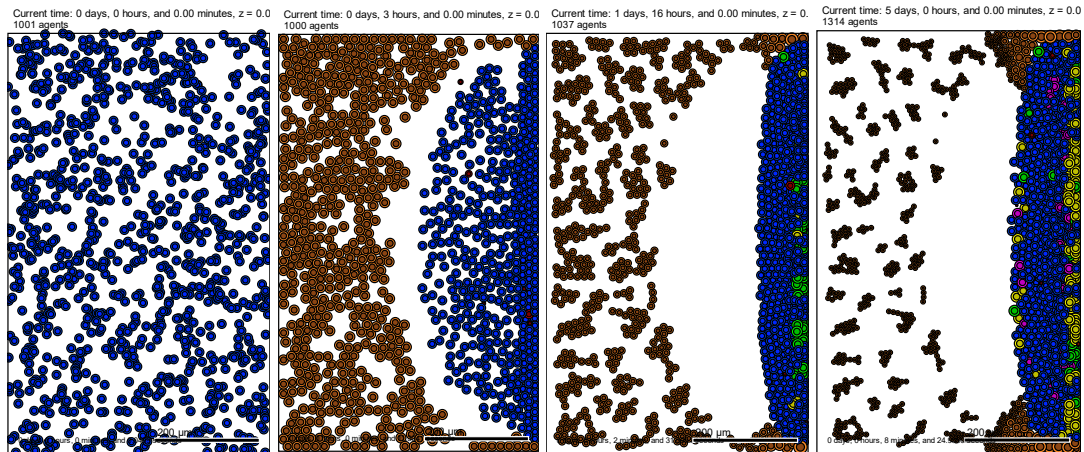 Current time: 0 days, 0 hours, and 0.00 minutes, z = 0.0
1001 agents
Current time: 0 days, 3 hours, and 0.00 minutes, z = 0.0
1000 agents
Current time: 1 days, 16 hours, and 0.00 minutes, z = 0.
1037 agents
Current time: 5 days, 0 hours, and 0.00 minutes, z = 0.0
1314 agents
200 μm
μm
μm
200
0 days, 0 hours, 8 minutes, and 24.